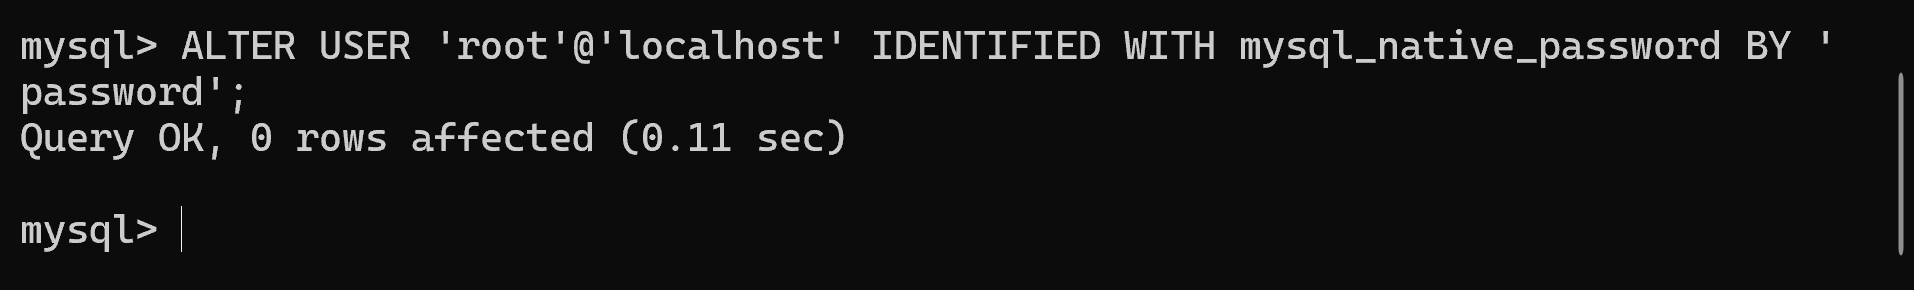 mysql> ALTER USER 'root'@'localhost' IDENTIFIED WITH mysql_native_password BY '
password';
Query OK, 0 rows affected (0.11 sec)
mysql>